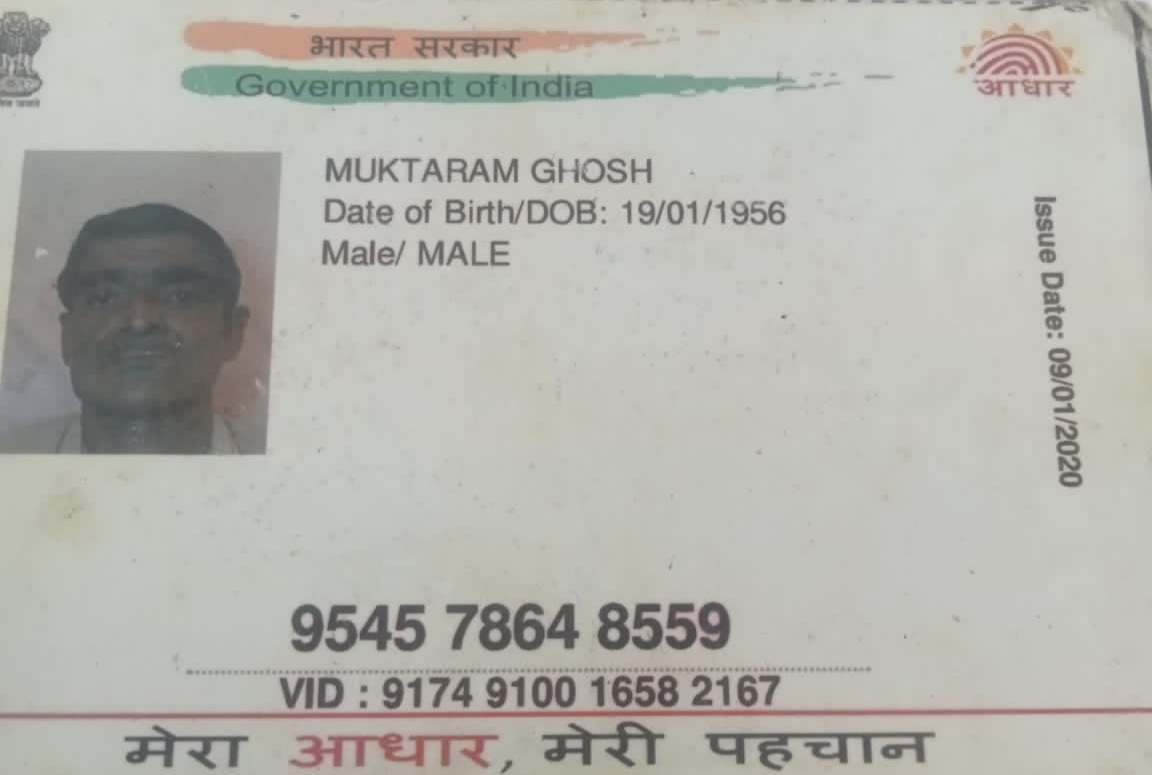 भारत सरकार
Government of India
आधार
MUKTARAM GHOSH
Date of Birth/DOB: 19/01/1956
Male/ MALE
Issue Date: 09/01/2020
9545 7864 8559
VID : 9174 9100 1658 2167
मेरा आधार, मेरी पहचान